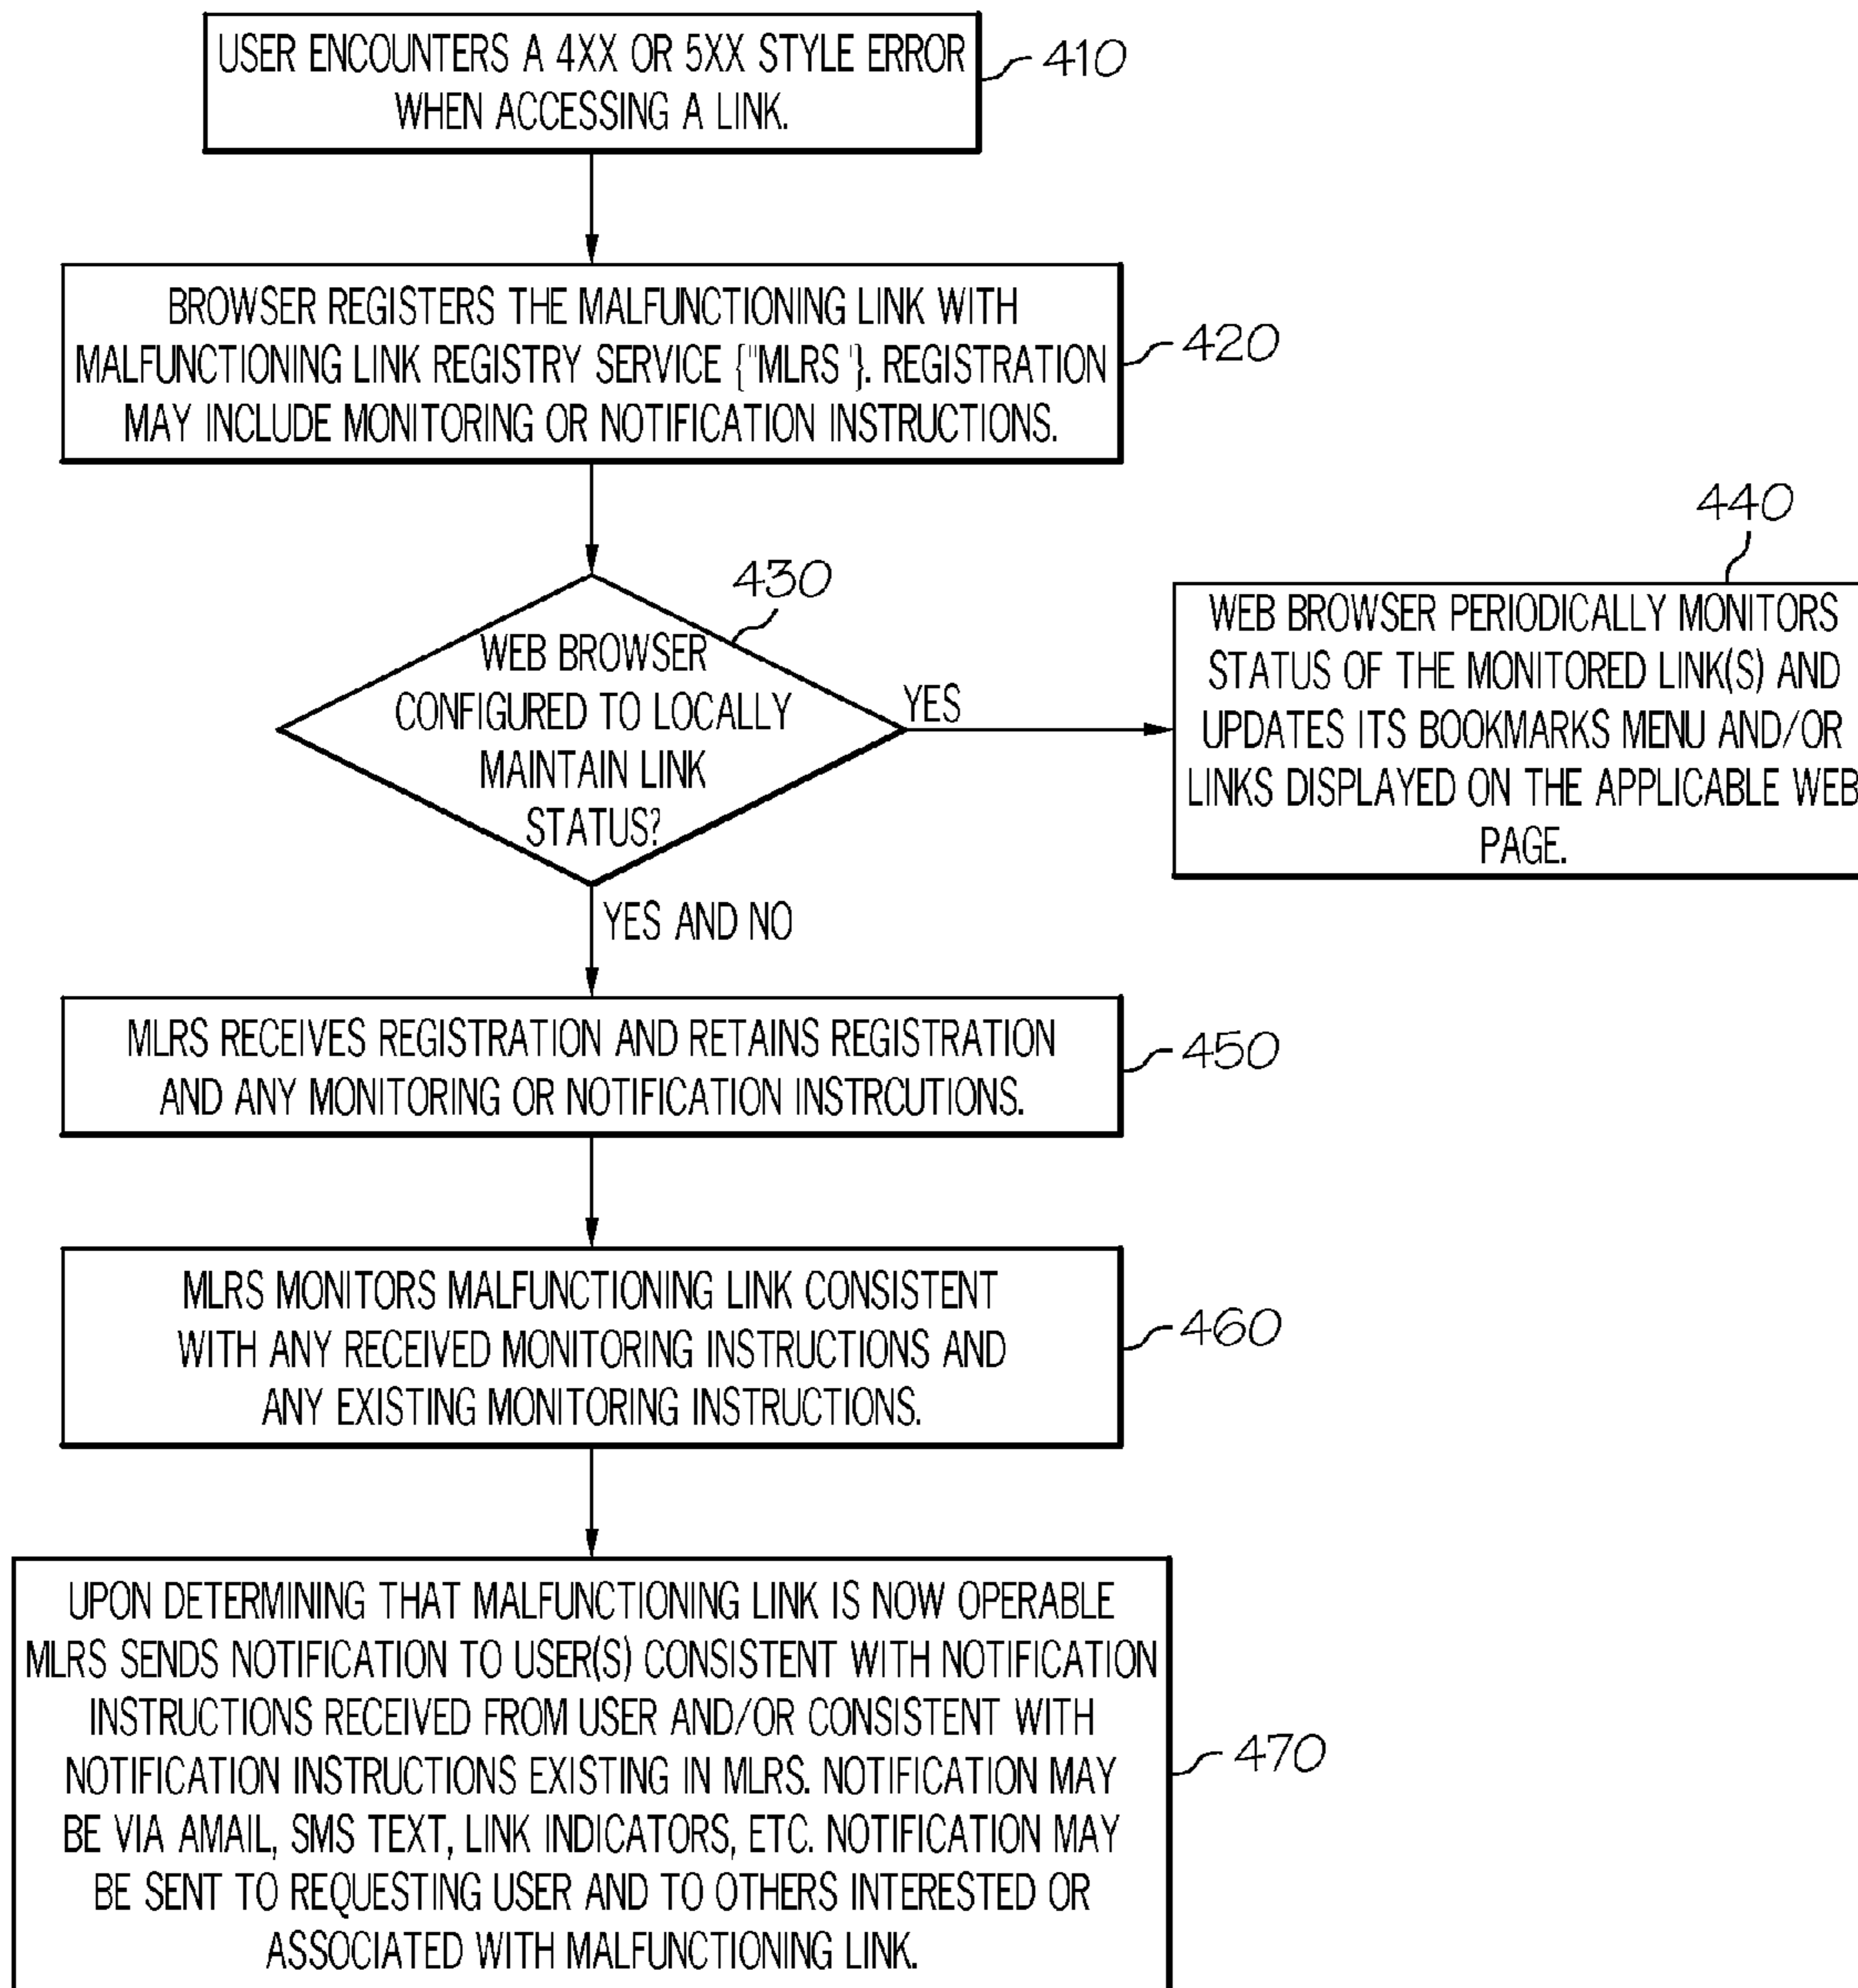 USER ENCOUNTERS A 4XX OR 5XX STYLE ERROR
WHEN ACCESSING A LINK.
410
BROWSER REGISTERS THE MALFUNCTIONING LINK WITH
MALFUNCTIONING LINK REGISTRY SERVICE {"MLRS"}. REGISTRATION
MAY INCLUDE MONITORING OR NOTIFICATION INSTRUCTIONS.
420
430
WEB BROWSER
CONFIGURED TO LOCALLY
MAINTAIN LINK
STATUS?
YES
440
WEB BROWSER PERIODICALLY MONITORS
STATUS OF THE MONITORED LINK(S) AND
UPDATES ITS BOOKMARKS MENU AND/OR
LINKS DISPLAYED ON THE APPLICABLE WEB
PAGE.
YES AND NO
MLRS RECEIVES REGISTRATION AND RETAINS REGISTRATION
AND ANY MONITORING OR NOTIFICATION INSTRCUTIONS.
450
MLRS MONITORS MALFUNCTIONING LINK CONSISTENT
WITH ANY RECEIVED MONITORING INSTRUCTIONS AND
ANY EXISTING MONITORING INSTRUCTIONS.
460
UPON DETERMINING THAT MALFUNCTIONING LINK IS NOW OPERABLE
MLRS SENDS NOTIFICATION TO USER(S) CONSISTENT WITH NOTIFICATION
INSTRUCTIONS RECEIVED FROM USER AND/OR CONSISTENT WITH
NOTIFICATION INSTRUCTIONS EXISTING IN MLRS. NOTIFICATION MAY
BE VIA AMAIL, SMS TEXT, LINK INDICATORS, ETC. NOTIFICATION MAY
BE SENT TO REQUESTING USER AND TO OTHERS INTERESTED OR
ASSOCIATED WITH MALFUNCTIONING LINK.
470